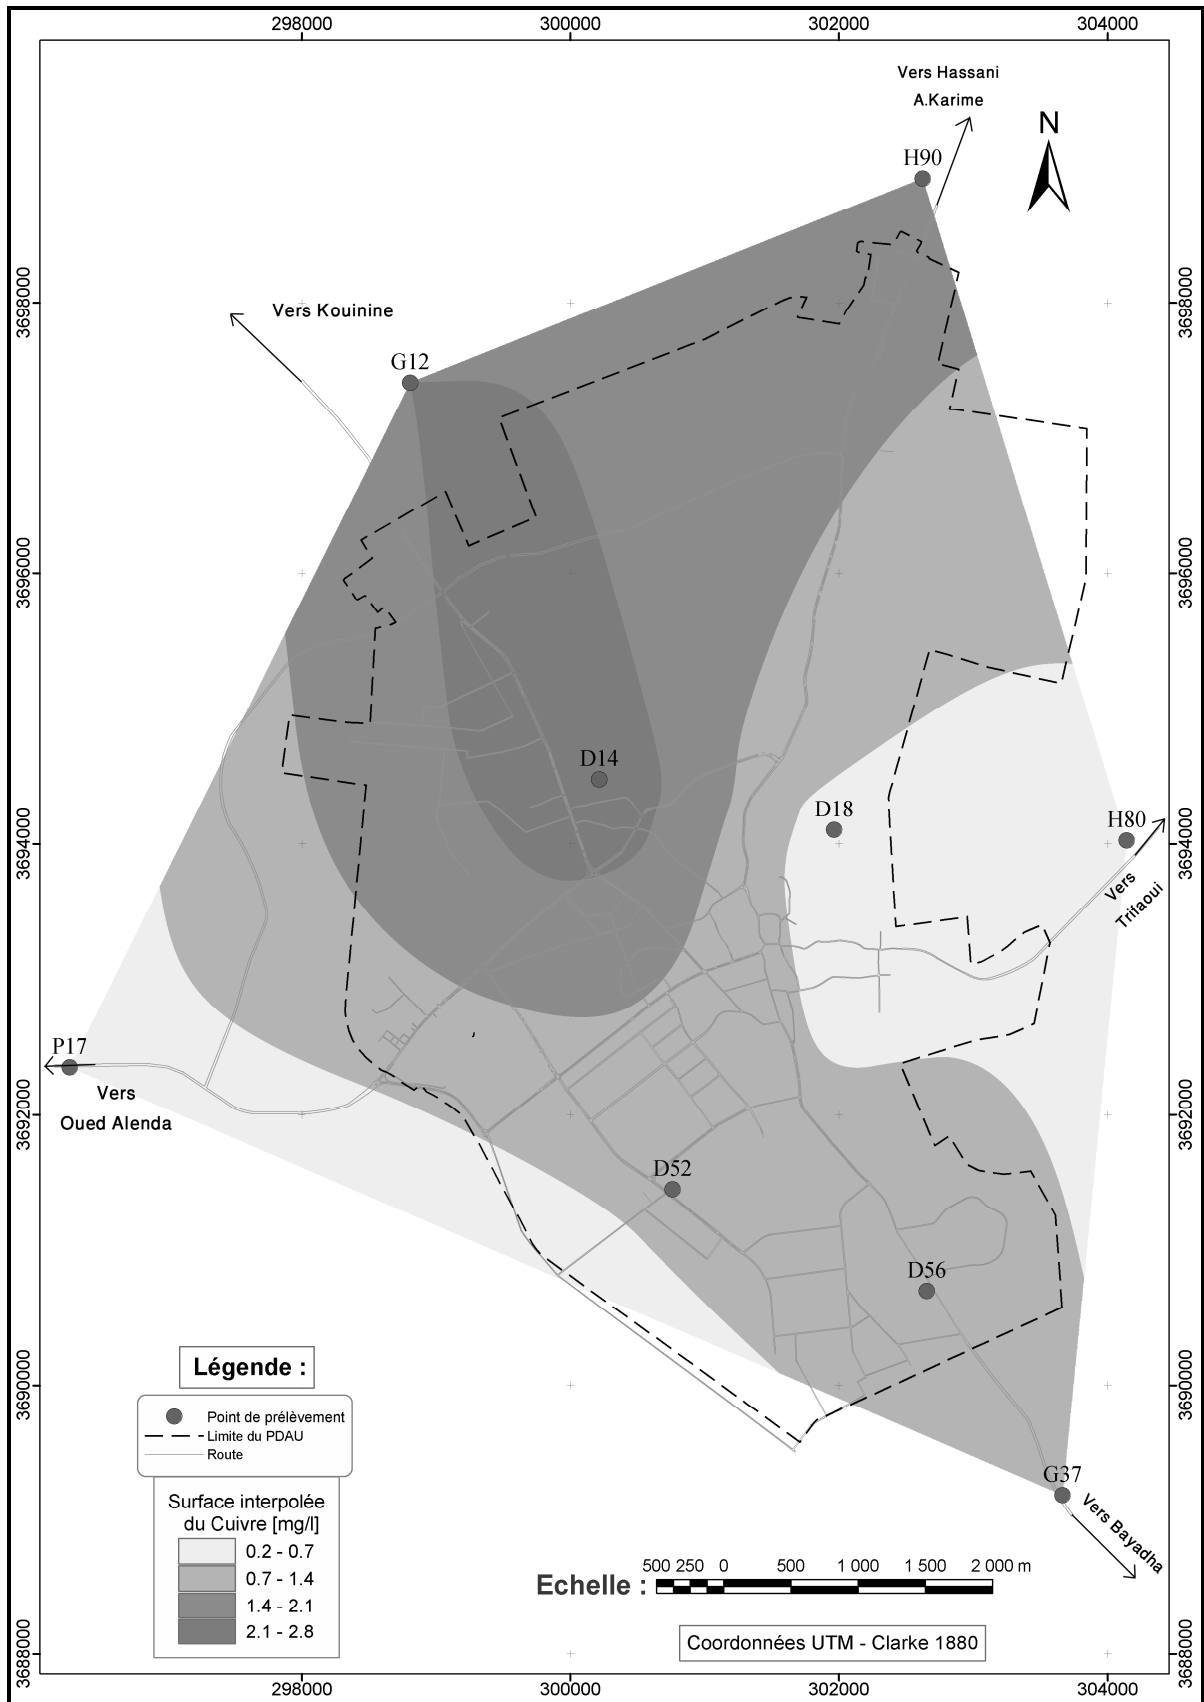 298000
300000
302000
304000
Vers Hassani
A.Karime
N
H90
3698000
3698000
Vers Kouinine
G12
3696000
3696000
D14
D18
H80
3694000
3694000
Vers
Trifaoui
P17
Vers
Oued Alenda
3692000
3692000
D52
D56
3690000
3690000
Légende :
Point de prélèvement
Limite du PDAU
Route
G37
Vers Bayadha
Surface interpolée
du Cuivre [mg/l]
0.2 - 0.7
0.7 - 1.4
1.4 - 2.1
2.1 - 2.8
Echelle :
500 250 0 500 1 000 1 500 2 000 m
Coordonnées UTM - Clarke 1880
3688000
3688000
298000
300000
302000
304000